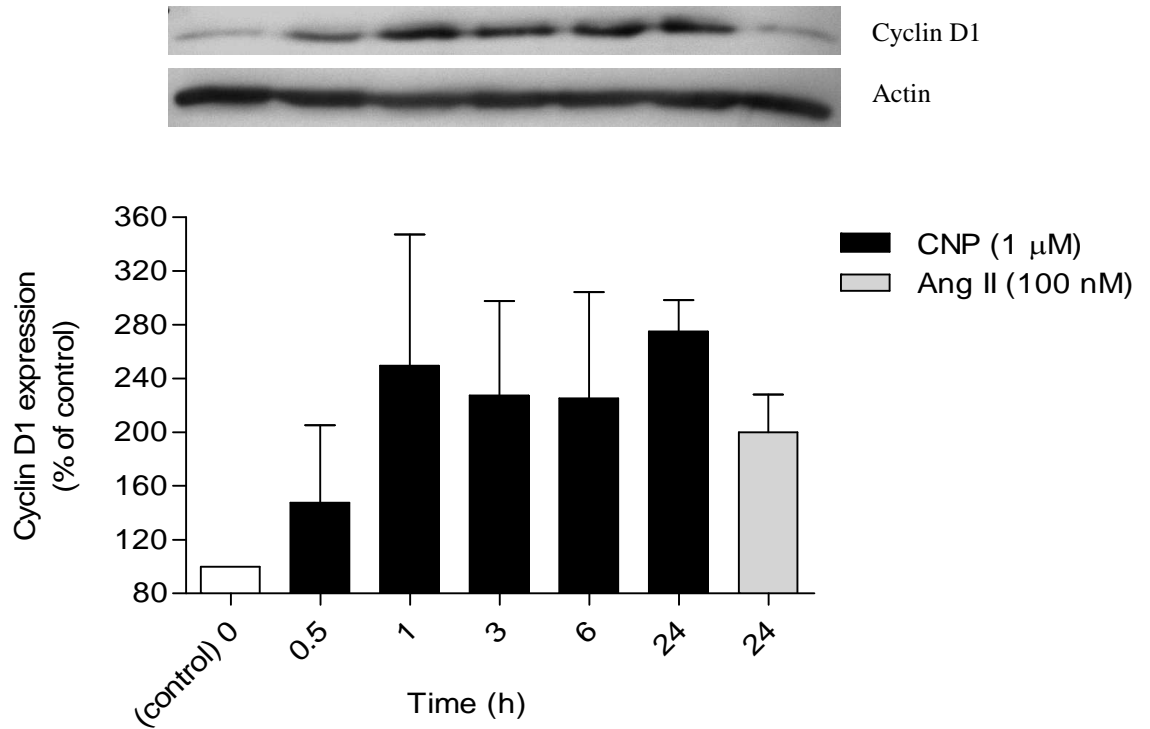 Cyclin D1
Actin
360
320
280
240
200
160
120
80
Cyclin D1 expression
(% of control)
CNP (1 μM)
Ang II (100 nM)
(control) 0
0.5
1
3
6
24
24
Time (h)